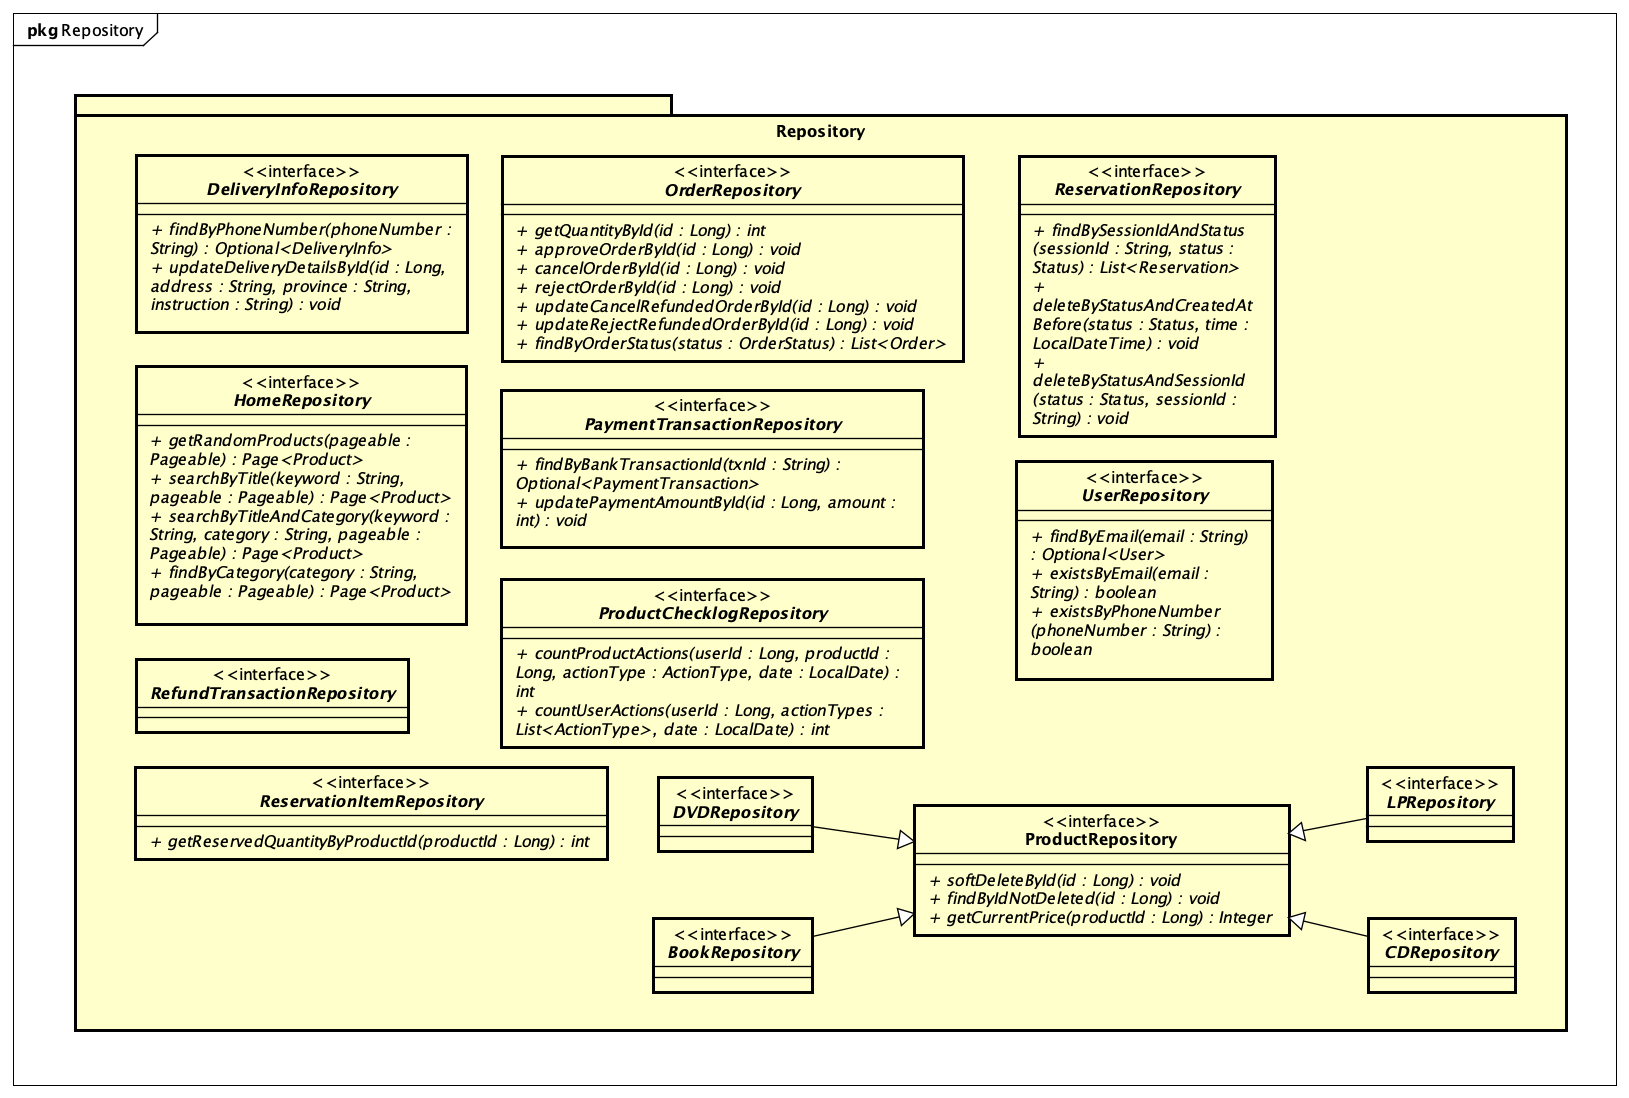 pkg Repository
Repository
<<interface>>
DeliveryInfoRepository
+ findByPhoneNumber(phoneNumber :
String) : Optional<DeliveryInfo>
+ updateDeliveryDetailsById(id : Long,
address : String, province : String,
instruction : String) : void
<<interface>>
OrderRepository
+ getQuantityById(id : Long) : int
+ approveOrderById(id : Long) : void
+ cancelOrderById(id : Long) : void
+ rejectOrderById(id : Long) : void
+ updateCancelRefundedOrderById(id : Long) : void
+ updateRejectRefundedOrderById(id : Long) : void
+ findByOrderStatus(status : OrderStatus) : List<Order>
<<interface>>
ReservationRepository
+ findBySessionIdAndStatus
(sessionId : String, status :
Status) : List<Reservation>
+
deleteByStatusAndCreatedAt
Before(status : Status, time :
LocalDateTime) : void
+
deleteByStatusAndSessionId
(status : Status, sessionId :
String) : void
<<interface>>
HomeRepository
+ getRandomProducts(pageable :
Pageable) : Page<Product>
+ searchByTitle(keyword : String,
pageable : Pageable) : Page<Product>
+ searchByTitleAndCategory(keyword :
String, category : String, pageable :
Pageable) : Page<Product>
+ findByCategory(category : String,
pageable : Pageable) : Page<Product>
<<interface>>
PaymentTransactionRepository
+ findByBankTransactionId(txnId : String) :
Optional<PaymentTransaction>
+ updatePaymentAmountById(id : Long, amount :
int) : void
<<interface>>
UserRepository
+ findByEmail(email : String)
: Optional<User>
+ existsByEmail(email :
String) : boolean
+ existsByPhoneNumber
(phoneNumber : String) :
boolean
<<interface>>
ProductChecklogRepository
+ countProductActions(userId : Long, productId :
Long, actionType : ActionType, date : LocalDate) :
int
+ countUserActions(userId : Long, actionTypes :
List<ActionType>, date : LocalDate) : int
<<interface>>
RefundTransactionRepository
<<interface>>
ReservationItemRepository
+ getReservedQuantityByProductId(productId : Long) : int
<<interface>>
DVDRepository
<<interface>>
ProductRepository
+ softDeleteById(id : Long) : void
+ findByIdNotDeleted(id : Long) : void
+ getCurrentPrice(productId : Long) : Integer
<<interface>>
LPRepository
<<interface>>
BookRepository
<<interface>>
CDRepository